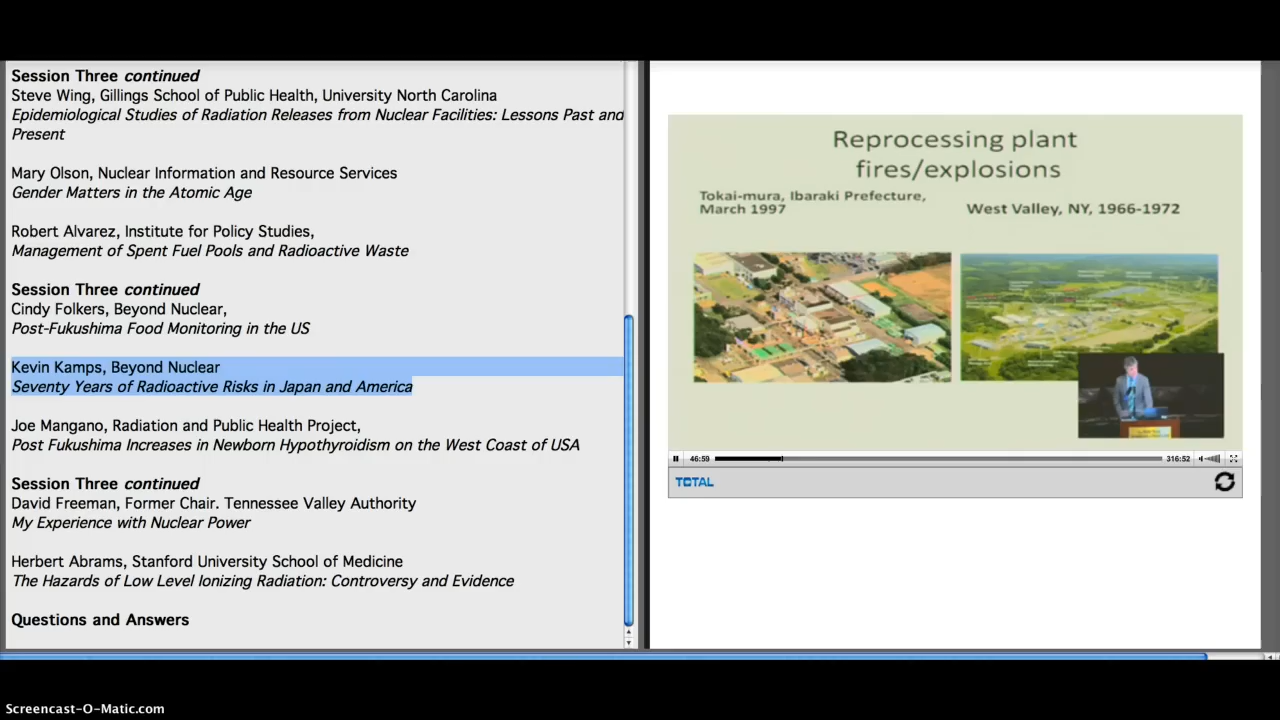 Session Three continued
Steve Wing, Gillings School of Public Health, University North Carolina
Epidemiological Studies of Radiation Releases from Nuclear Facilities: Lessons Past and
Present
Mary Olson, Nuclear Information and Resource Services
Gender Matters in the Atomic Age
Robert Alvarez, Institute for Policy Studies,
Management of Spent Fuel Pools and Radioactive Waste
Session Three continued
Cindy Folkers, Beyond Nuclear,
Post-Fukushima Food Monitoring in the US
Kevin Kamps, Beyond Nuclear
Seventy Years of Radioactive Risks in Japan and America
Joe Mangano, Radiation and Public Health Project,
Post Fukushima Increases in Newborn Hypothyroidism on the West Coast of USA
Session Three continued
David Freeman, Former Chair. Tennessee Valley Authority
My Experience with Nuclear Power
Herbert Abrams, Stanford University School of Medicine
The Hazards of Low Level Ionizing Radiation: Controversy and Evidence
Questions and Answers
Reprocessing plant
fires/explosions
Tokai-mura, Ibaraki Prefecture,
March 1997
West Valley, NY, 1966-1972
46:59
316:52
TOTAL
Screencast-O-Matic.com